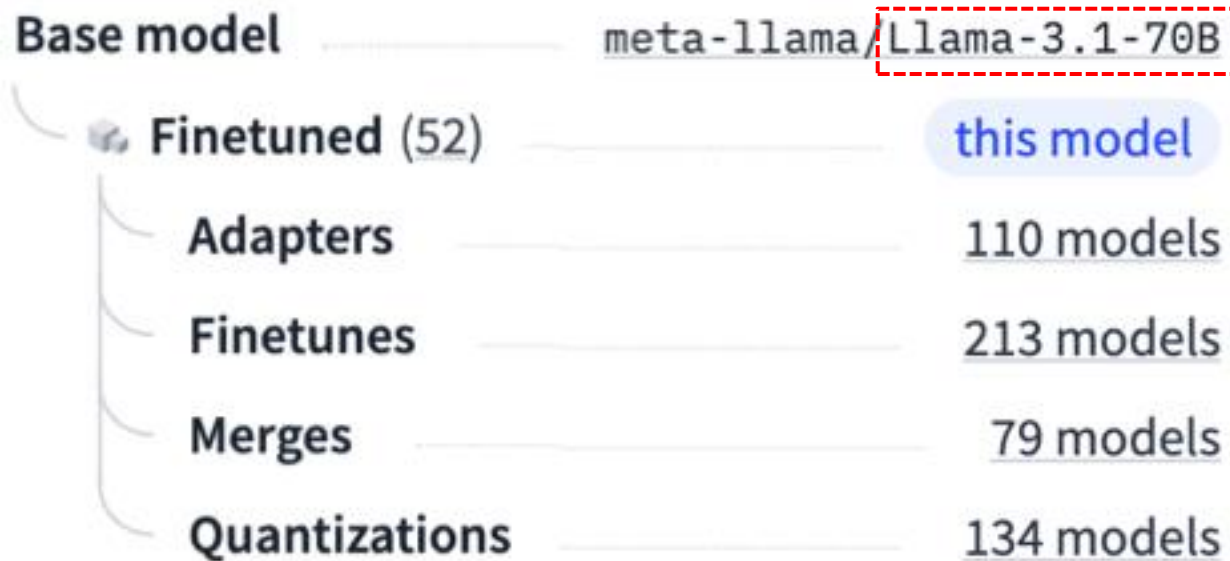 Base model meta-llama/Llama-3.1-70B
Finetuned (52) this model
Adapters 110 models
Finetunes 213 models
Merges 79 models
Quantizations 134 models